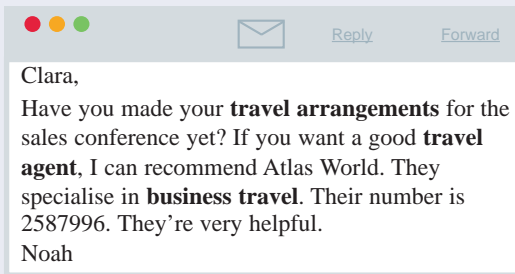 Reply Forward
Clara,
Have you made your travel arrangements for the
sales conference yet? If you want a good travel
agent, I can recommend Atlas World. They
specialise in business travel. Their number is
2587996. They’re very helpful.
Noah